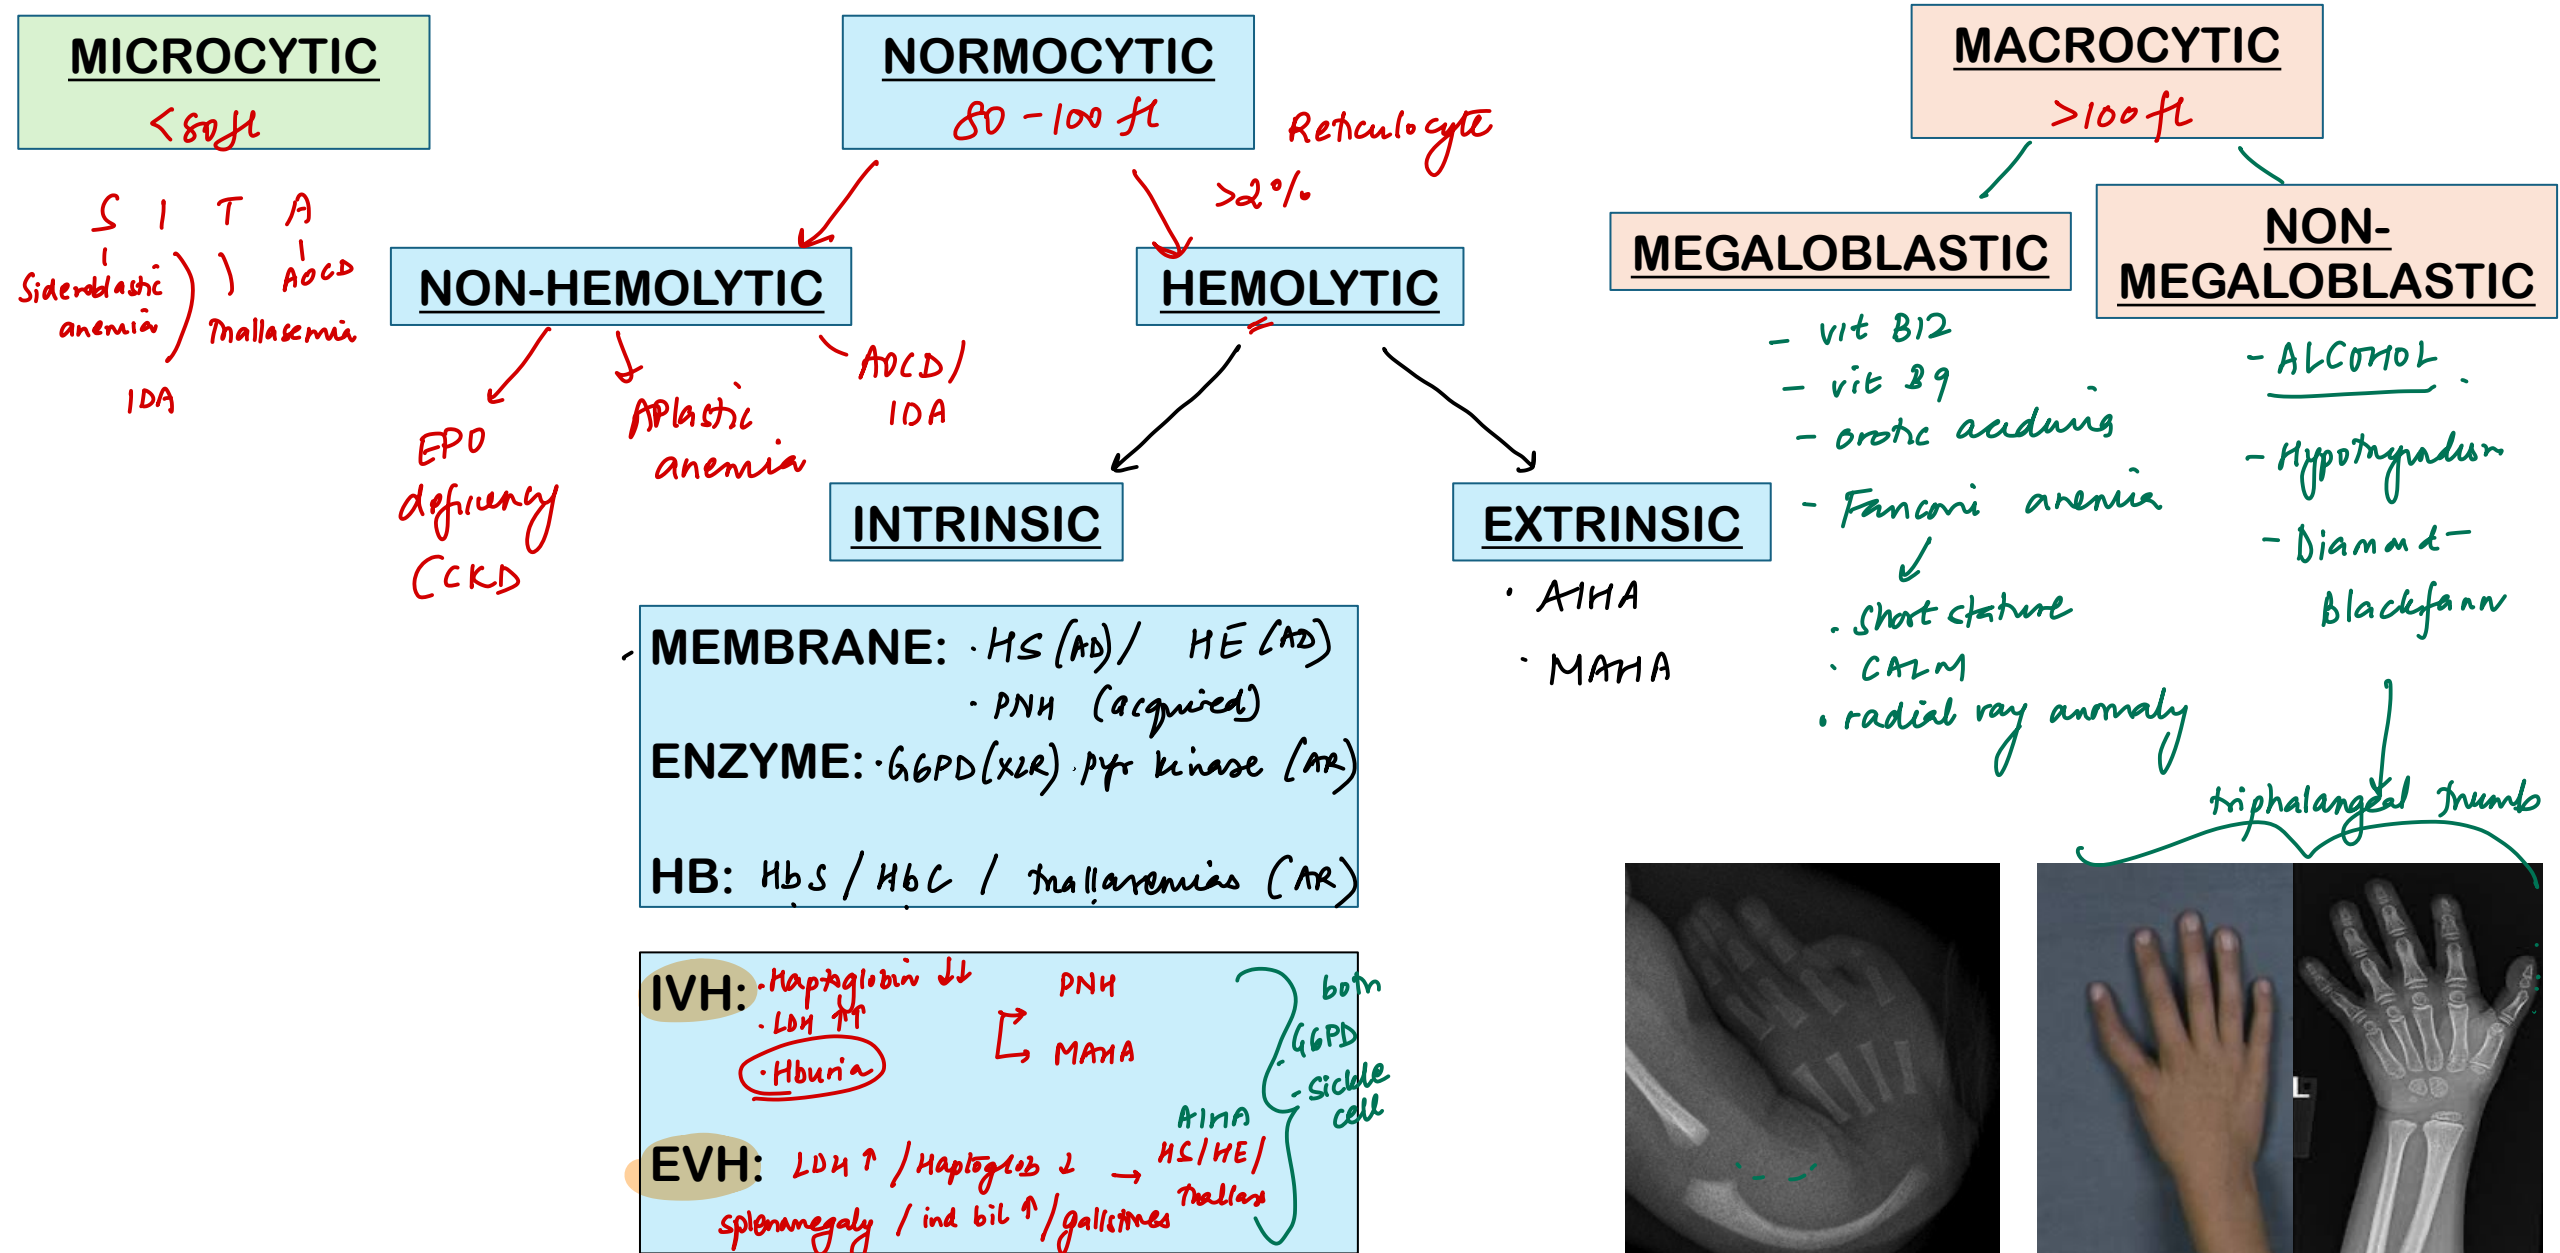 MICROCYTIC
<80fl
S I T A
Sideroblastic anemia
IDA
Thallasemia
AOCD
NORMOCYTIC
80-100 fl
Reticulocyte
>2%
NON-HEMOLYTIC
EPO
deficiency
(CKD
Aplastic
anemia
AOCD/
IDA
HEMOLYTIC
INTRINSIC
MEMBRANE: · HS (AD) / HE (AD)
· PNH (acquired)
ENZYME: · G6PD (XLR) · Pyr kinase (AR)
HB: HbS / HbC / thallasemias (AR)
IVH: · Haptoglobin ↓↓
· LDH ↑↑
· Hburia
PNH
MAHA
both
G6PD
- Sickle
cell
EVH: LDH ↑ / Haptoglob ↓ →
AIHA
HS/HE/
Thallas
splenomegaly / ind bil ↑ / gallstones
EXTRINSIC
· AIHA
· MAHA
MACROCYTIC
>100 fl
MEGALOBLASTIC
- vit B12
- vit B9
- orotic aciduria
- Fanconi anemia
· Short stature
· CALM
· radial ray anomaly
NON-
MEGALOBLASTIC
- ALCOHOL
- Hypothyroidism
- Diamond-
Blackfann
triphalangeal thumb
L